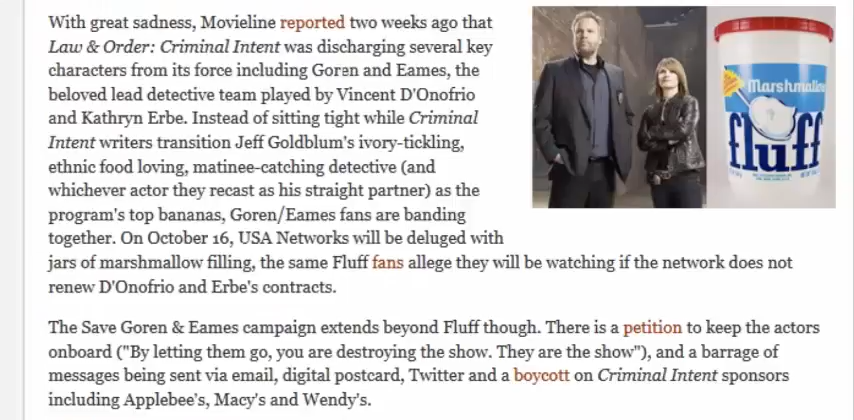 With great sadness, Movieline reported two weeks ago that
Law & Order: Criminal Intent was discharging several key
characters from its force including Goren and Eames, the
beloved lead detective team played by Vincent D'Onofrio
and Kathryn Erbe. Instead of sitting tight while Criminal
Intent writers transition Jeff Goldblum's ivory-tickling,
ethnic food loving, matinee-catching detective (and
whichever actor they recast as his straight partner) as the
program's top bananas, Goren/Eames fans are banding
together. On October 16, USA Networks will be deluged with
jars of marshmallow filling, the same Fluff fans allege they will be watching if the network does not
renew D'Onofrio and Erbe's contracts.
The Save Goren & Eames campaign extends beyond Fluff though. There is a petition to keep the actors
onboard ("By letting them go, you are destroying the show. They are the show"), and a barrage of
messages being sent via email, digital postcard, Twitter and a boycott on Criminal Intent sponsors
including Applebee's, Macy's and Wendy's.
Marshmallow
fluff